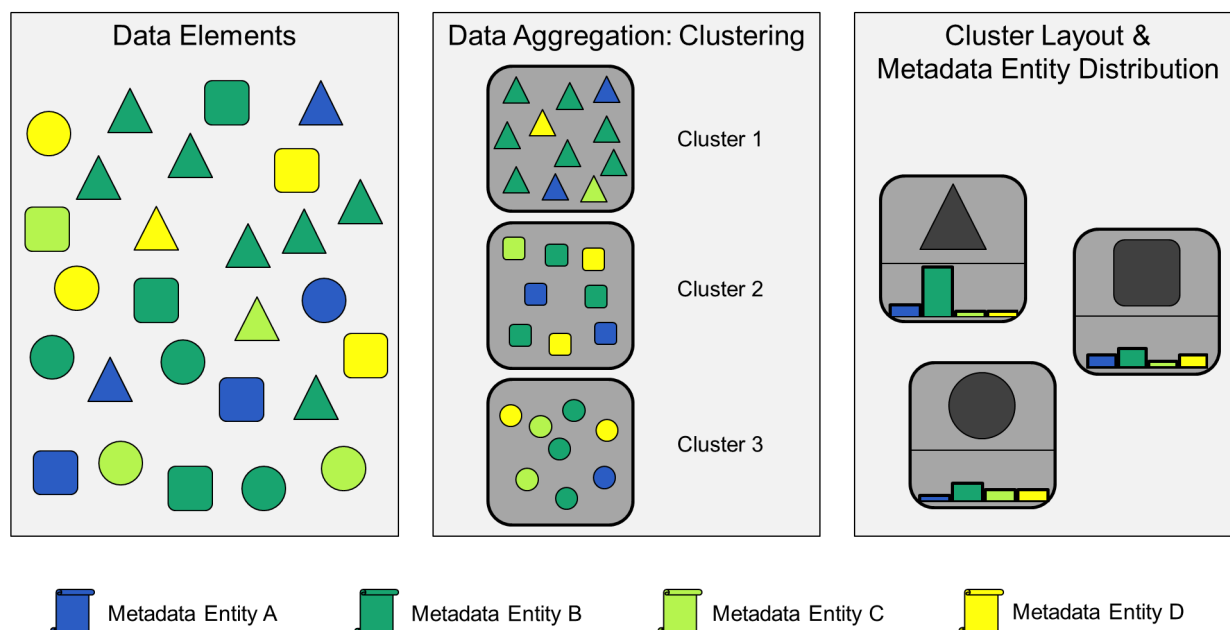 Data Elements
Data Aggregation: Clustering
Cluster 1
Cluster 2
Cluster 3
Cluster Layout &
Metadata Entity Distribution
Metadata Entity A
Metadata Entity B
Metadata Entity C
Metadata Entity D